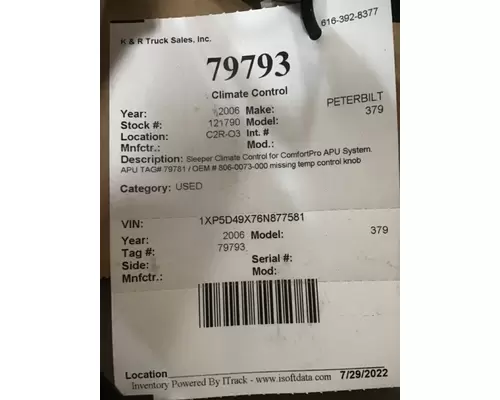 616-392-8377
K & R Truck Sales, Inc.
79793
Climate Control
Year: 2006 Make: PETERBILT
Stock #: 121790 Model: 379
Location: C2R-O3 Int. #
Mnfctr.: Mod.:
Description: Sleeper Climate Control for ComfortPro APU System.
APU TAG# 79781 / OEM # 806-0073-000 missing temp control knob
Category: USED
VIN: 1XP5D49X76N877581
Year: 2006 Model: 379
Tag #: 79793
Side: Serial #:
Mnfctr.: Mod:
Location
Inventory Powered By ITrack - www.isoftdata.com 7/29/2022